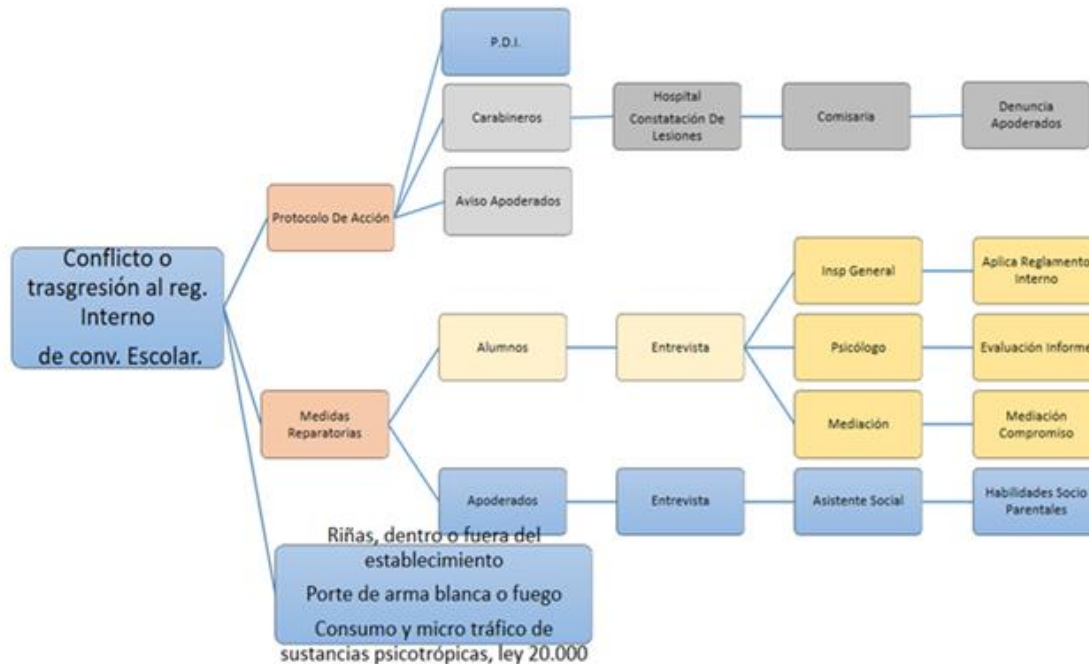 P.D.I.
Carabineros
Hospital
Constatación De
Lesiones
Comisaria
Denuncia
Apoderados
Aviso Apoderados
Protocolo De Acción
Conflicto o
trasgresión al reg.
Interno
de conv. Escolar.
Insp General
Aplica Reglamento
Interno
Alumnos
Entrevista
Psicólogo
Evaluación Informe
Medidas
Reparatorias
Mediación
Mediación
Compromiso
Apoderados
Entrevista
Asistente Social
Habilidades Socio
Parentales
Riñas, dentro o fuera del
establecimiento
Porte de arma blanca o fuego
Consumo y micro tráfico de
sustancias psicotrópicas, ley 20.000